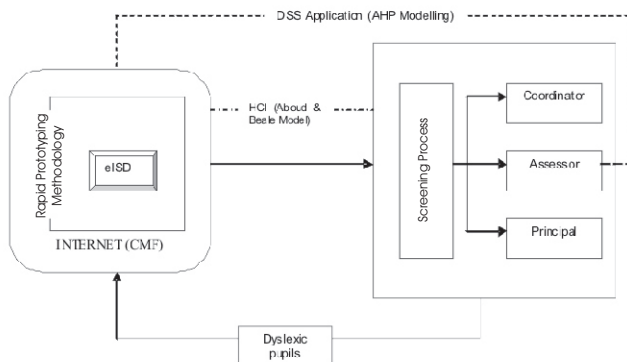 DSS Application (AHP Modelling)
Rapid Prototyping
Methodology
eISD
INTERNET (CMF)
HCI (Aboud &
Beale Model)
Screening Process
Coordinator
Assessor
Principal
Dyslexic
pupils